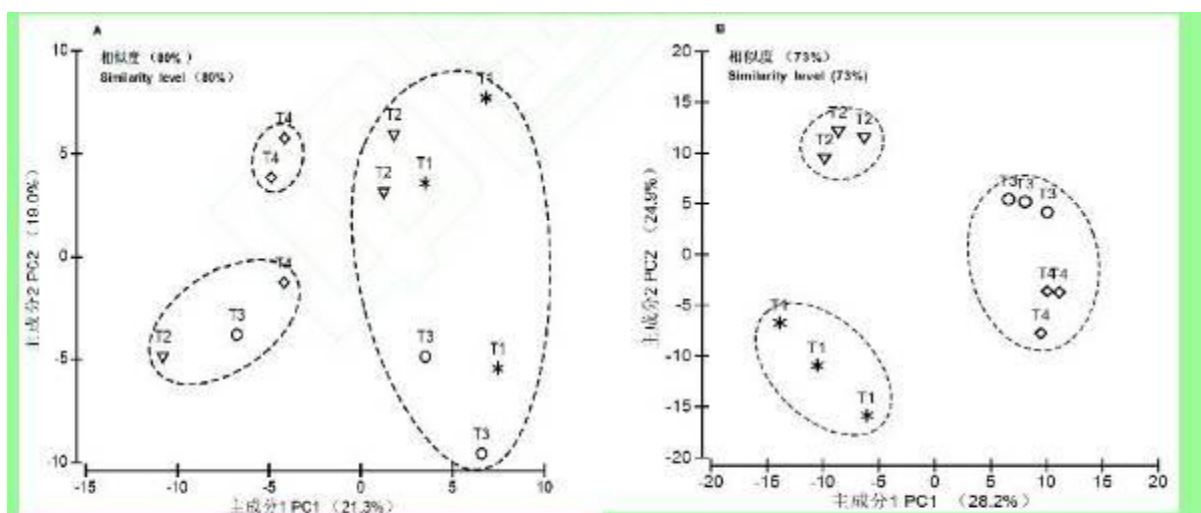 A
相似度（80%）
Similarity level (80%)
10
5
0
-5
-10
-15
-10
-5
0
5
10
主成分2 PC2（19.0%）
主成分1 PC1（21.3%）
T1
T4
T2
T4
T2
T1
T4
T2
T3
T3
T1
T3
B
相似度（73%）
Similarity level (73%)
20
15
10
5
0
-5
-10
-15
-20
-20
-15
-10
-5
0
5
10
15
20
主成分2 PC2（24.9%）
主成分1 PC1（28.2%）
T2
T2
T2
T3
T3
T3
T4
T4
T4
T1
T1
T1